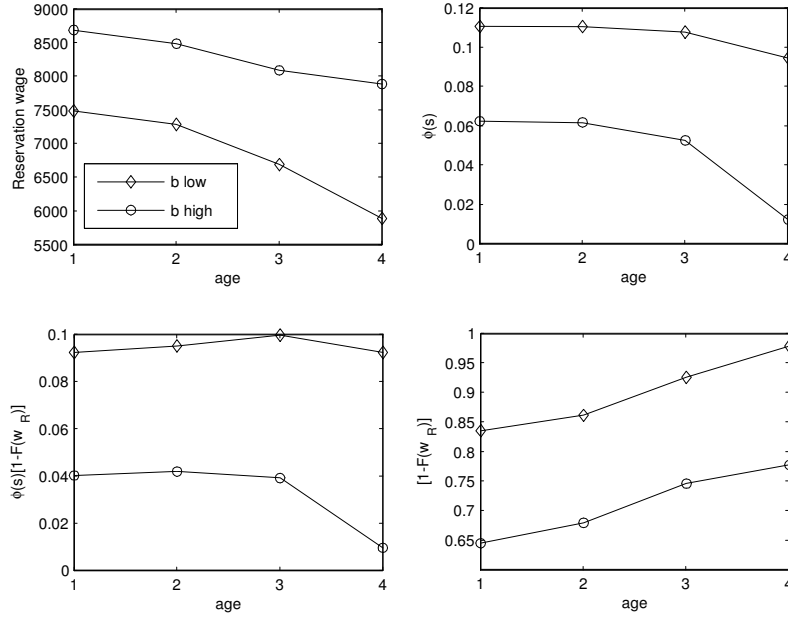 9000
8500
8000
7500
7000
6500
6000
5500
Reservation wage
b low
b high
1 2 3 4
age
0.12
0.1
0.08
0.06
0.04
0.02
0
ϕ(s)
1 2 3 4
age
0.1
0.08
0.06
0.04
0.02
0
ϕ(s)[1-F(w_R)]
1 2 3 4
age
1
0.95
0.9
0.85
0.8
0.75
0.7
0.65
[1-F(w_R)]
1 2 3 4
age